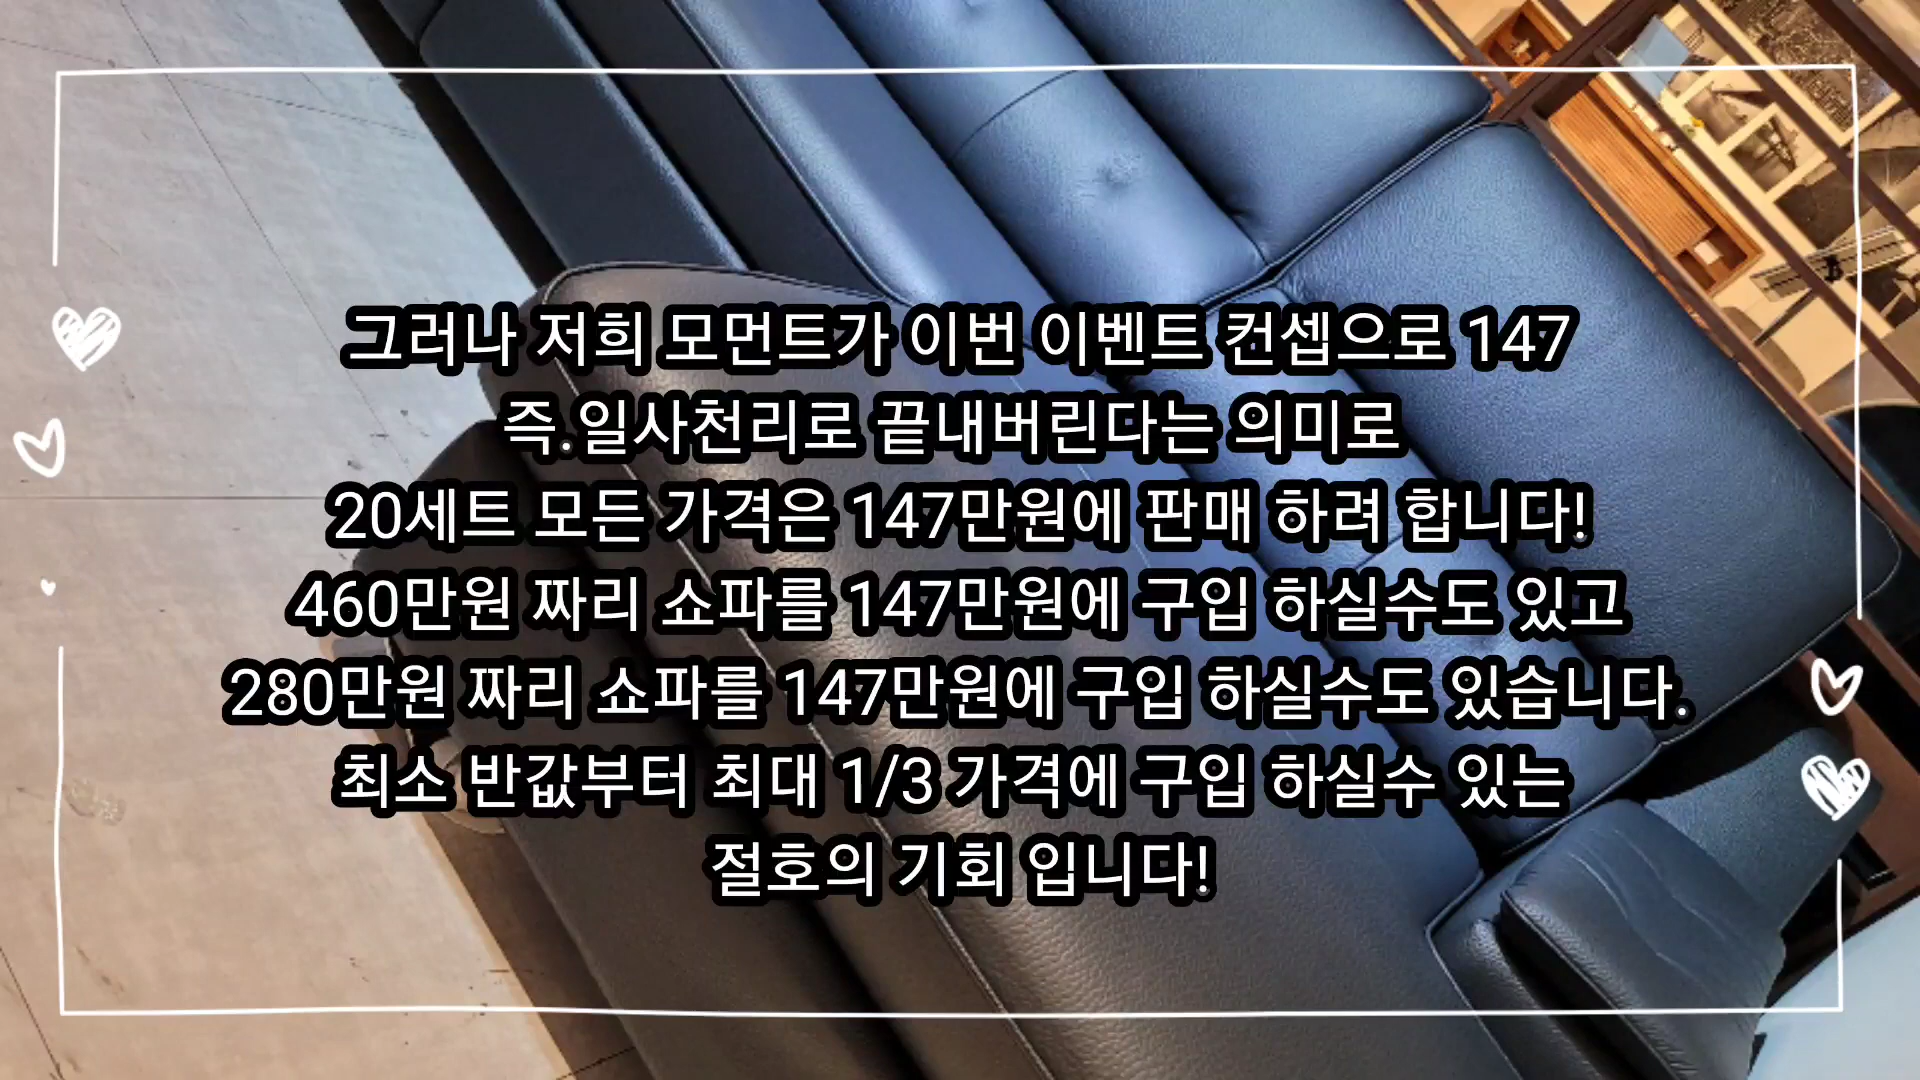 그러나 저희 모먼트가 이번 이벤트 컨셉으로 147
즉.일사천리로 끝내버린다는 의미로
20세트 모든 가격은 147만원에 판매 하려 합니다!
460만원 짜리 쇼파를 147만원에 구입 하실수도 있고
280만원 짜리 쇼파를 147만원에 구입 하실수도 있습니다.
최소 반값부터 최대 1/3 가격에 구입 하실수 있는
절호의 기회 입니다!